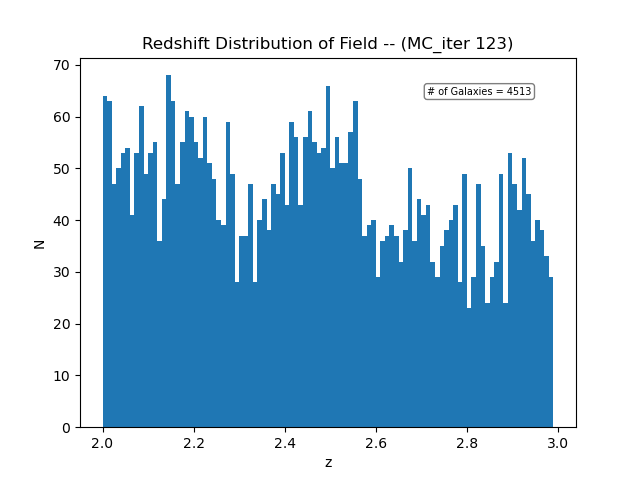 Redshift Distribution of Field -- (MC_iter 123)
# of Galaxies = 4513
70
60
50
40
30
20
10
0
N
2.0 2.2 2.4 2.6 2.8 3.0
z